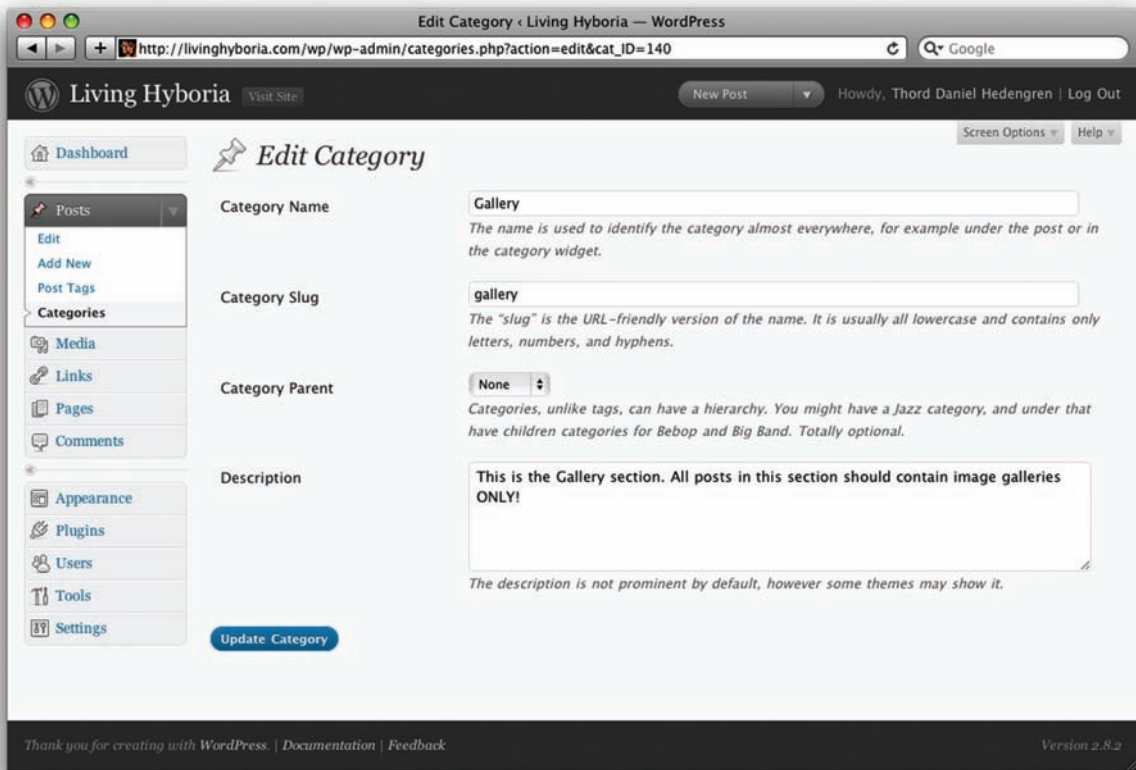 Edit Category ‹ Living Hyboria — WordPress
http://livinghyboria.com/wp/wp-admin/categories.php?action=edit&cat_ID=140
Google
Living Hyboria
Visit Site
New Post
Howdy, Thord Daniel Hedengren | Log Out
Screen Options
Help
Dashboard
Posts
Edit
Add New
Post Tags
Categories
Media
Links
Pages
Comments
Appearance
Plugins
Users
Tools
Settings
Edit Category
Category Name
Gallery
The name is used to identify the category almost everywhere, for example under the post or in
the category widget.
Category Slug
gallery
The “slug” is the URL-friendly version of the name. It is usually all lowercase and contains only
letters, numbers, and hyphens.
Category Parent
None
Categories, unlike tags, can have a hierarchy. You might have a Jazz category, and under that
have children categories for Bebop and Big Band. Totally optional.
Description
This is the Gallery section. All posts in this section should contain image galleries
ONLY!
The description is not prominent by default, however some themes may show it.
Update Category
Thank you for creating with WordPress. | Documentation | Feedback
Version 2.8.2